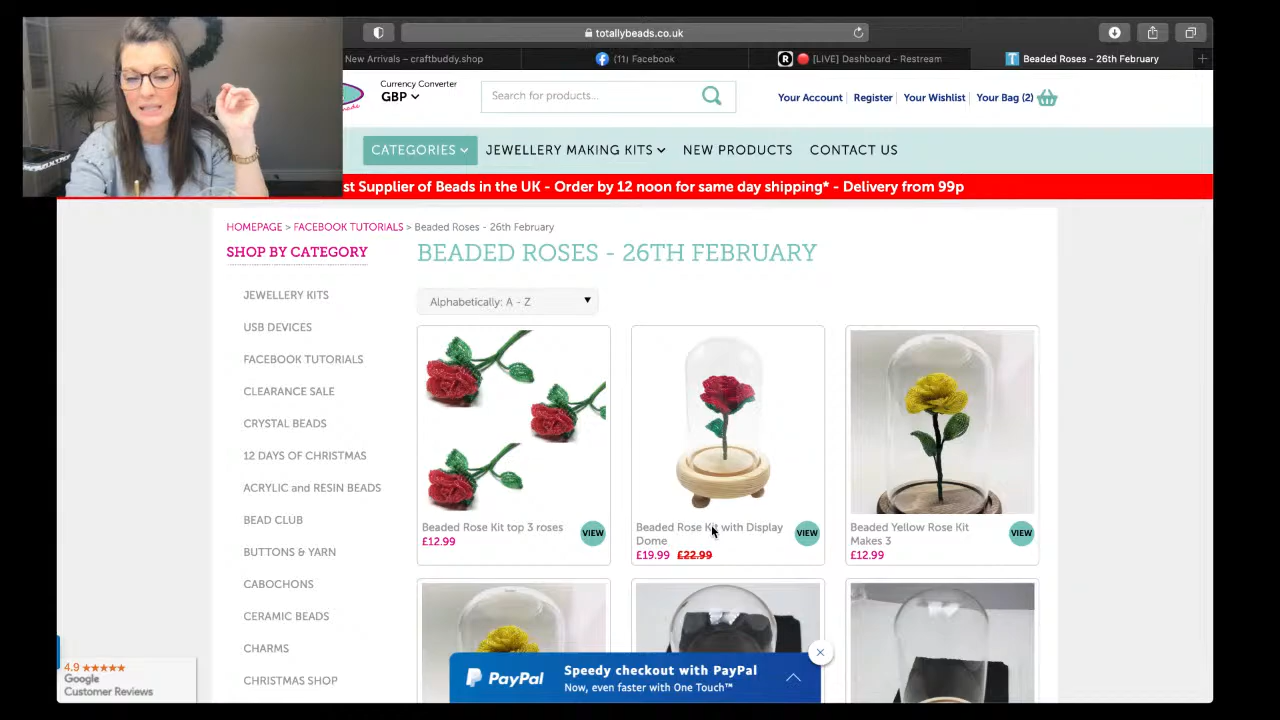 totallybeads.co.uk
New Arrivals – craftbuddy.shop
(11) Facebook
R
[LIVE] Dashboard - Restream
T
Beaded Roses - 26th February
Currency Converter
GBP
Search for products...
Your Account
Register
Your Wishlist
Your Bag (2)
CATEGORIES
JEWELLERY MAKING KITS
NEW PRODUCTS
CONTACT US
st Supplier of Beads in the UK - Order by 12 noon for same day shipping* - Delivery from 99p
HOMEPAGE > FACEBOOK TUTORIALS > Beaded Roses - 26th February
SHOP BY CATEGORY
JEWELLERY KITS
USB DEVICES
FACEBOOK TUTORIALS
CLEARANCE SALE
CRYSTAL BEADS
12 DAYS OF CHRISTMAS
ACRYLIC and RESIN BEADS
BEAD CLUB
BUTTONS & YARN
CABOCHONS
CERAMIC BEADS
CHARMS
CHRISTMAS SHOP
BEADED ROSES - 26TH FEBRUARY
Alphabetically: A - Z
Beaded Rose Kit top 3 roses
£12.99
VIEW
Beaded Rose Kit with Display
Dome
£19.99 £22.99
VIEW
Beaded Yellow Rose Kit
Makes 3
£12.99
VIEW
PayPal
Speedy checkout with PayPal
Now, even faster with One Touch™
4.9
Google
Customer Reviews